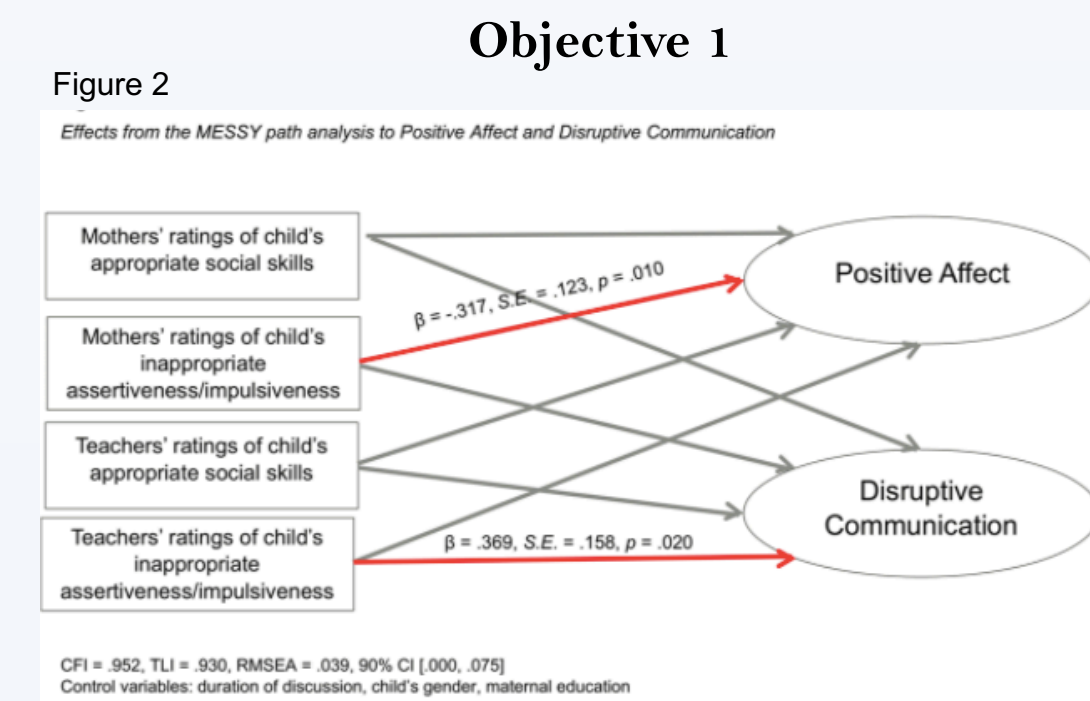 Objective 1
Figure 2
Effects from the MESSY path analysis to Positive Affect and Disruptive Communication
Mothers' ratings of child's
appropriate social skills
β = -.317, S.E. = .123, p = .010
Positive Affect
Mothers' ratings of child's
inappropriate
assertiveness/impulsiveness
Teachers' ratings of child's
appropriate social skills
Disruptive
Communication
Teachers' ratings of child's
inappropriate
assertiveness/impulsiveness
β = .369, S.E. = .158, p = .020
CFI = .952, TLI = .930, RMSEA = .039, 90% CI [.000, .075]
Control variables: duration of discussion, child's gender, maternal education